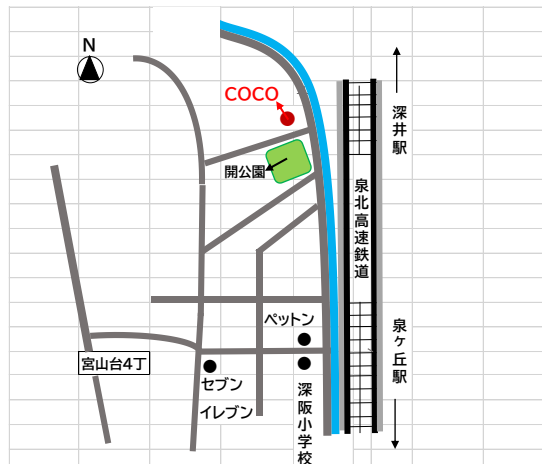 N
COCO
深井駅
開公園
泉北高速鉄道
ペットン
泉ヶ丘駅
宮山台4丁
セブン
イレブン
深阪小学校